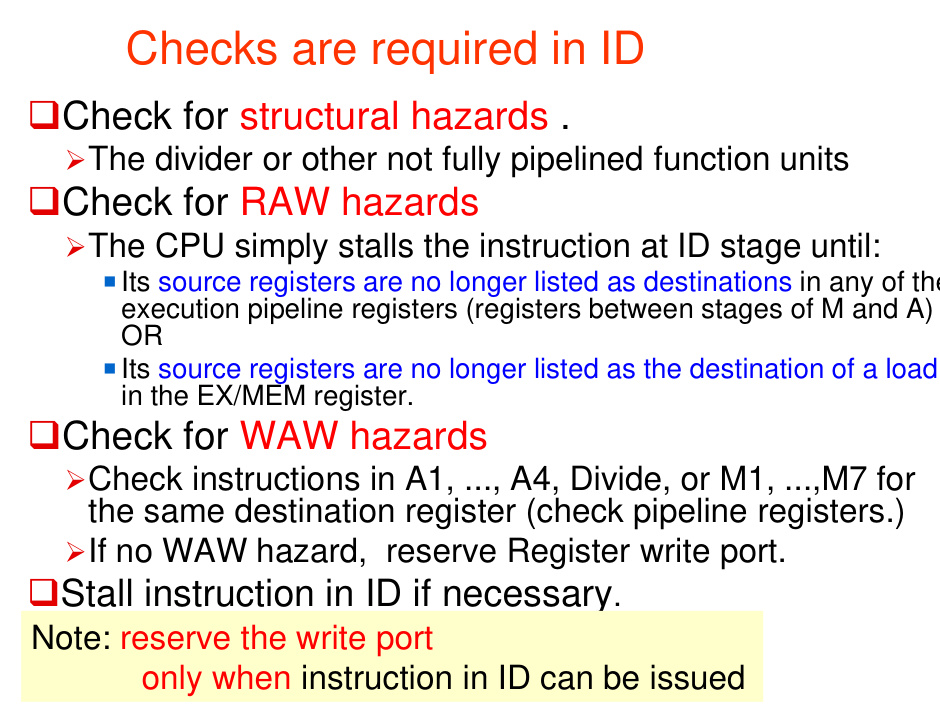 Checks are required in ID
Check for structural hazards .
The divider or other not fully pipelined function units
Check for RAW hazards
The CPU simply stalls the instruction at ID stage until:
Its source registers are no longer listed as destinations in any of the
execution pipeline registers (registers between stages of M and A)
OR
Its source registers are no longer listed as the destination of a load
in the EX/MEM register.
Check for WAW hazards
Check instructions in A1, ..., A4, Divide, or M1, ...,M7 for
the same destination register (check pipeline registers.)
If no WAW hazard, reserve Register write port.
Stall instruction in ID if necessary.
Note: reserve the write port
only when instruction in ID can be issued